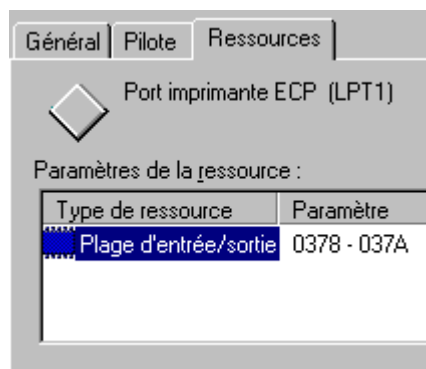 Général Pilote Ressources
Port imprimante ECP (LPT1)
Paramètres de la ressource :
Type de ressource Paramètre
Plage d'entrée/sortie 0378 - 037A